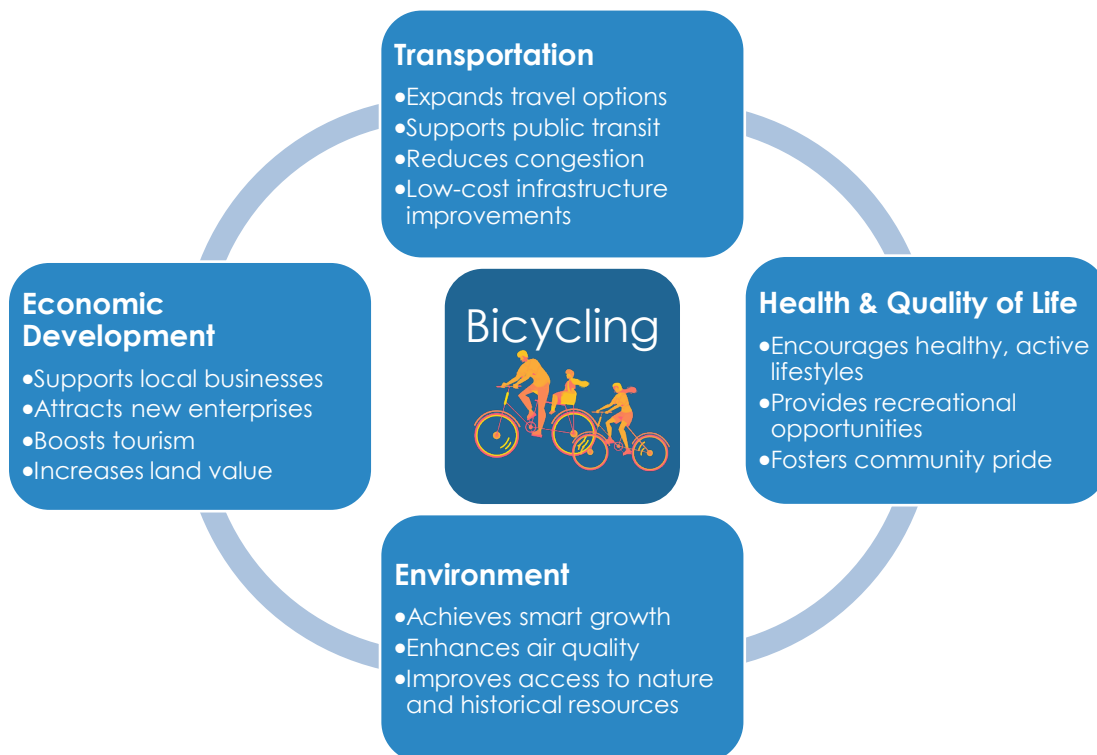 Transportation
•Expands travel options
•Supports public transit
•Reduces congestion
•Low-cost infrastructure
improvements
Economic
Development
•Supports local businesses
•Attracts new enterprises
•Boosts tourism
•Increases land value
Bicycling
Health & Quality of Life
•Encourages healthy, active
lifestyles
•Provides recreational
opportunities
•Fosters community pride
Environment
•Achieves smart growth
•Enhances air quality
•Improves access to nature
and historical resources